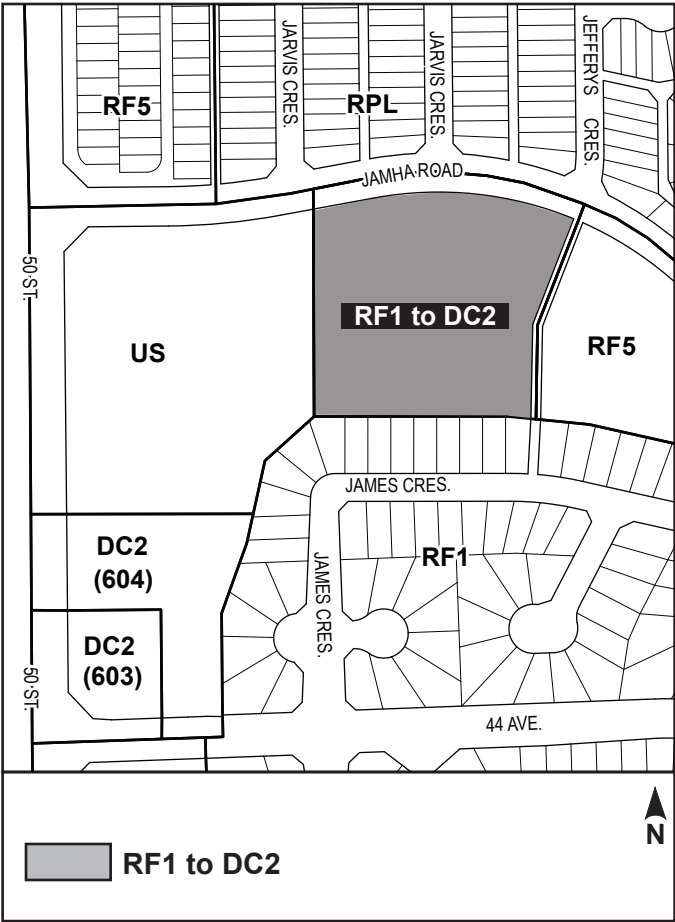 JARVIS CRES.
JARVIS CRES.
JEFFERYS CRES.
RF5
RPL
JAMHA ROAD
50 ST.
RF1 to DC2
US
RF5
JAMES CRES.
DC2
(604)
JAMES CRES.
RF1
DC2
(603)
50 ST.
44 AVE.
N
RF1 to DC2